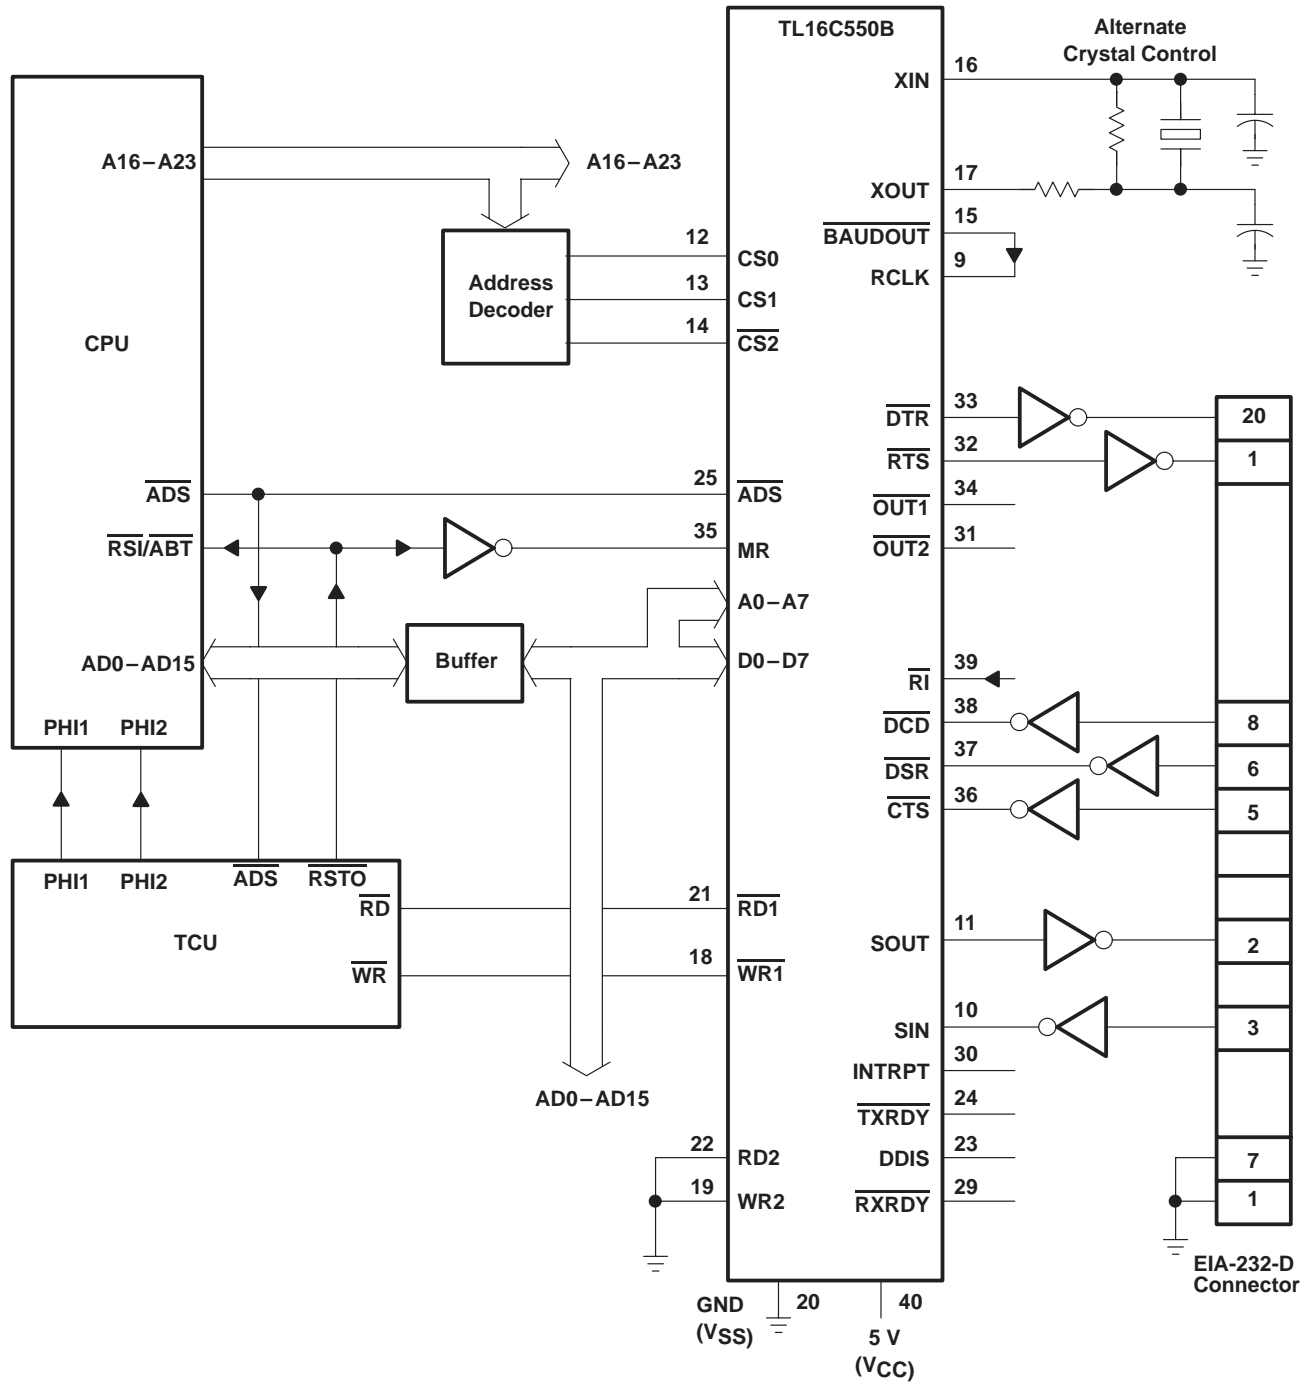 TL16C550B
Alternate
Crystal Control
XIN
16
A16–A23
A16–A23
XOUT
17
BAUDOUT
15
RCLK
9
12
CS0
13
CS1
14
CS2
Address
Decoder
CPU
DTR
33
20
RTS
32
1
ADS
25
ADS
OUT1
34
RSI/ABT
35
MR
OUT2
31
A0–A7
AD0–AD15
Buffer
D0–D7
RI
39
PHI1
PHI2
DCD
38
8
DSR
37
6
CTS
36
5
PHI1
PHI2
ADS
RSTO
RD
21
RD1
TCU
SOUT
11
2
WR
18
WR1
SIN
10
3
INTRPT
30
AD0–AD15
TXRDY
24
22
RD2
DDIS
23
7
19
WR2
RXRDY
29
1
EIA-232-D
Connector
GND
(VSS)
20
40
5 V
(VCC)